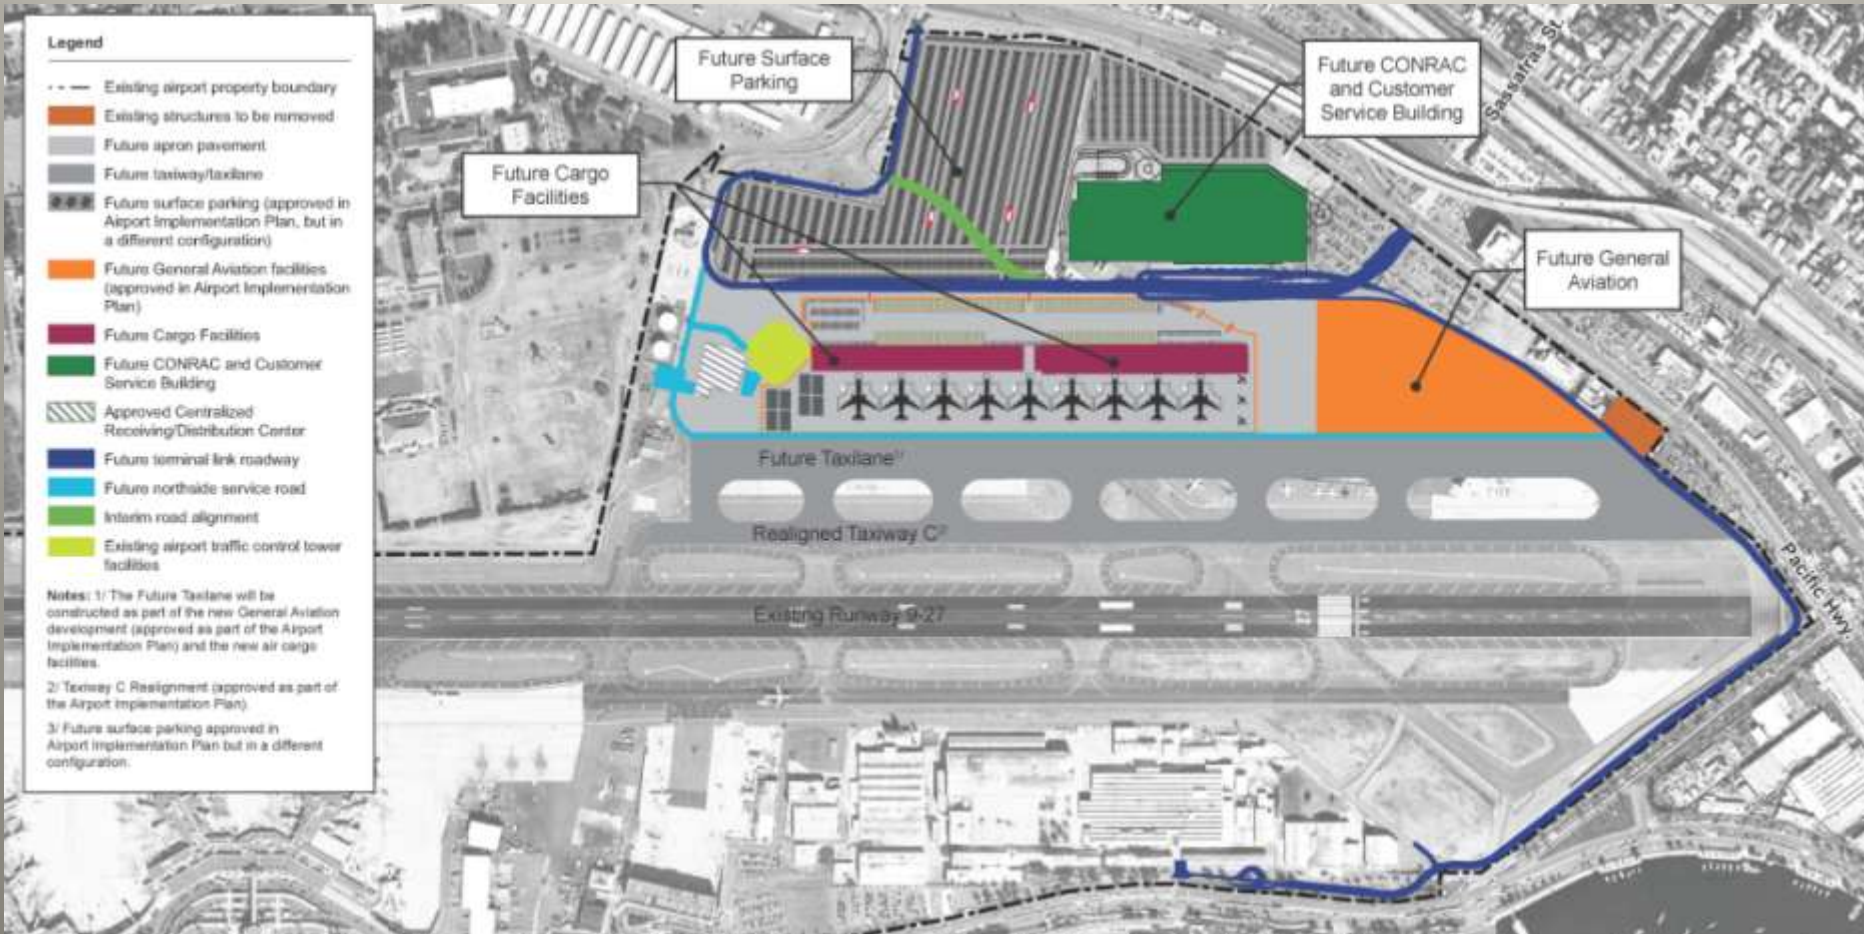 Legend
Existing airport property boundary
Existing structures to be removed
Future apron pavement
Future taxiway/taxilane
Future surface parking (approved in
Airport Implementation Plan, but in
a different configuration)
Future General Aviation facilities
(approved in Airport Implementation
Plan)
Future Cargo Facilities
Future CONRAC and Customer
Service Building
Approved Centralized
Receiving/Distribution Center
Future terminal link roadway
Future northside service road
Interim road alignment
Existing airport traffic control tower
facilities
Notes: 1/ The Future Taxilane will be
constructed as part of the new General Aviation
development (approved as part of the Airport
Implementation Plan) and the new air cargo
facilities.
2/ Taxiway C Realignment (approved as part of
the Airport Implementation Plan)
3/ Future surface parking approved in
Airport Implementation Plan but in a different
configuration.
Future Surface
Parking
Future CONRAC
and Customer
Service Building
Sassafras St.
Future Cargo
Facilities
Future General
Aviation
Future Taxilane1/
Realigned Taxiway C2/
Existing Runway 9-27
Pacific Hwy.